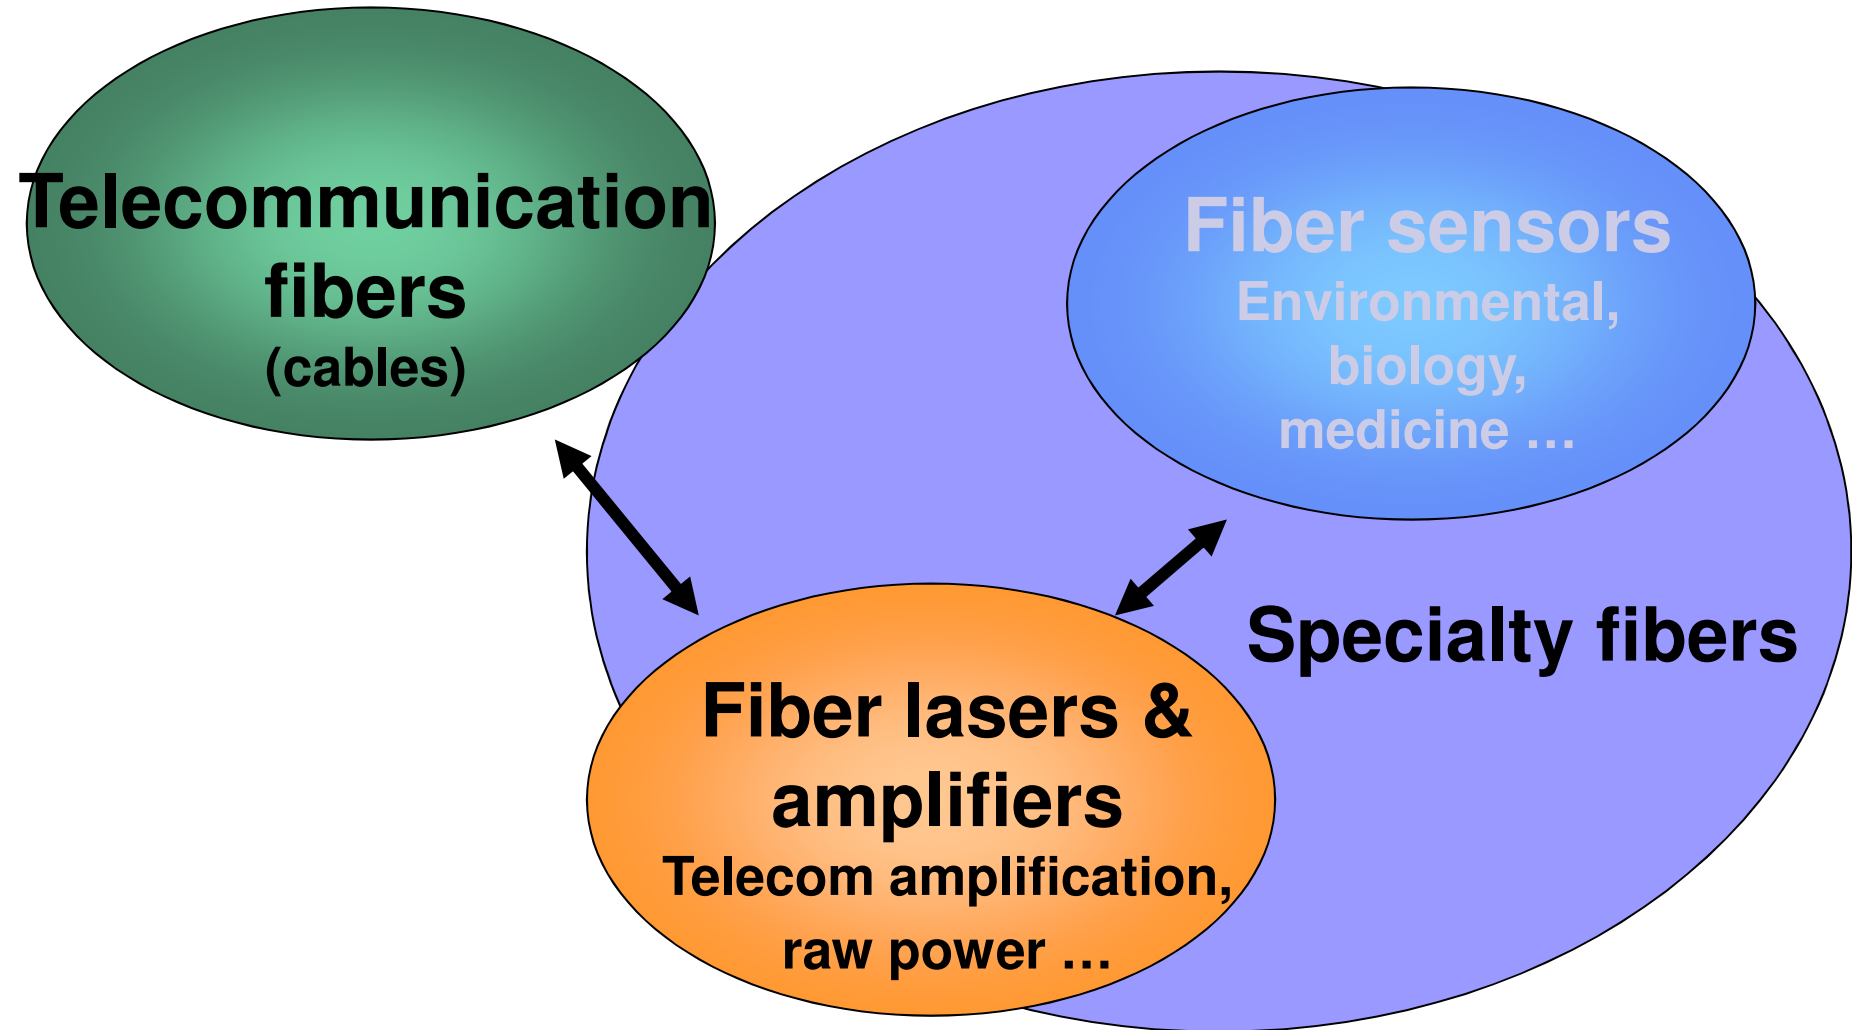 Telecommunication
fibers
(cables)
Fiber sensors
Environmental,
biology,
medicine …
Specialty fibers
Fiber lasers &
amplifiers
Telecom amplification,
raw power …